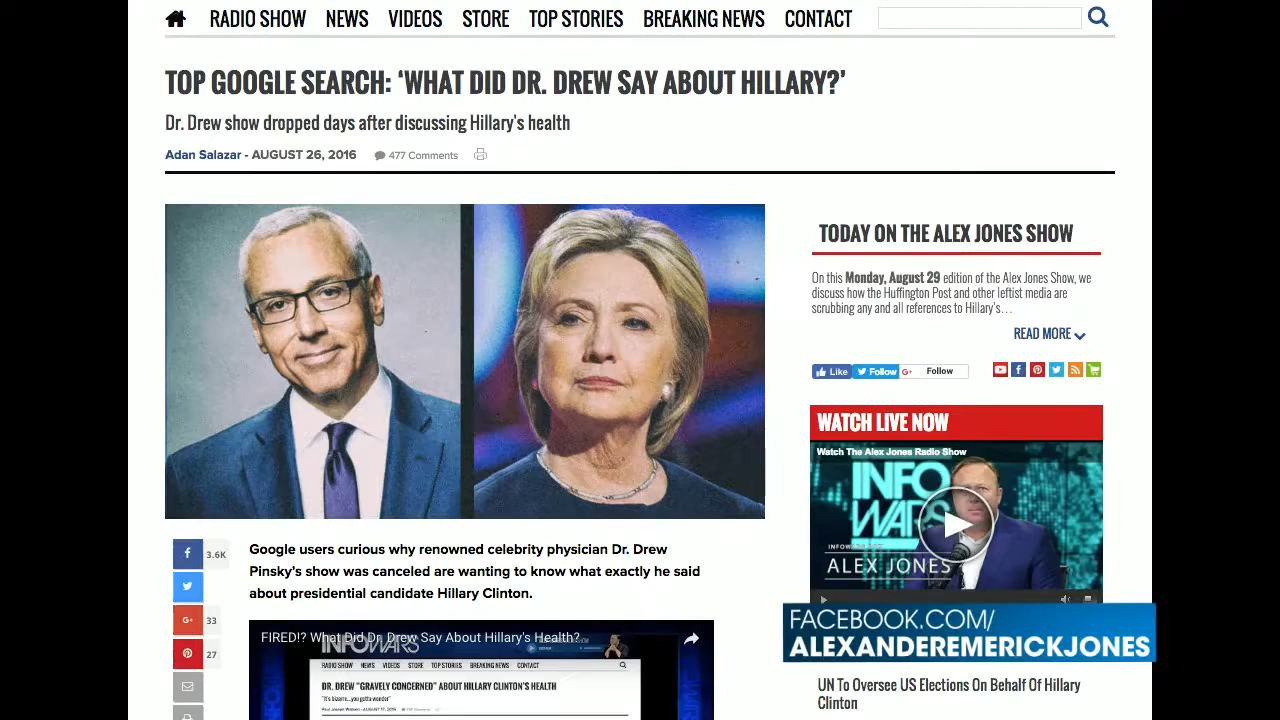 RADIO SHOW NEWS VIDEOS STORE TOP STORIES BREAKING NEWS CONTACT
TOP GOOGLE SEARCH: ‘WHAT DID DR. DREW SAY ABOUT HILLARY?’
Dr. Drew show dropped days after discussing Hillary's health
Adan Salazar - AUGUST 26, 2016 477 Comments
TODAY ON THE ALEX JONES SHOW
On this Monday, August 29 edition of the Alex Jones Show, we
discuss how the Huffington Post and other leftist media are
scrubbing any and all references to Hillary's…
READ MORE
Like Follow G+ Follow
WATCH LIVE NOW
Watch The Alex Jones Radio Show
INFO
WARS
ALEX JONES
3.6K
G+ 33
27
Google users curious why renowned celebrity physician Dr. Drew
Pinsky's show was canceled are wanting to know what exactly he said
about presidential candidate Hillary Clinton.
FIRED!? What Did Dr. Drew Say About Hillary's Health?
INFOWARS
RADIO SHOW NEWS VIDEOS STORE TOP STORIES BREAKING NEWS CONTACT
DR. DREW “GRAVELY CONCERNED” ABOUT HILLARY CLINTON'S HEALTH
"It's bizarre...you gotta wonder"
Paul Joseph Watson - AUGUST 17, 2016
FACEBOOK.COM/
ALEXANDEREMERICKJONES
UN To Oversee US Elections On Behalf Of Hillary
Clinton